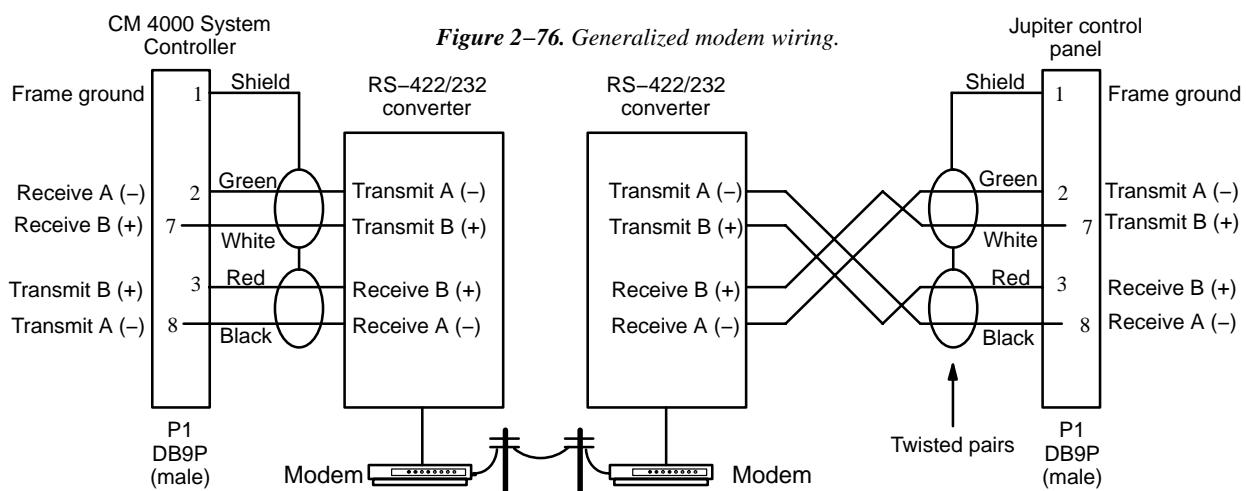 CM 4000 System
Controller
Figure 2–76. Generalized modem wiring.
Jupiter control
panel
RS–422/232
converter
RS–422/232
converter
Frame ground
1
Shield
Shield
1
Frame ground
Receive A (–)
2
Green
Transmit A (–)
Transmit A (–)
Green
2
Transmit A (–)
Receive B (+)
7
White
Transmit B (+)
Transmit B (+)
White
7
Transmit B (+)
Transmit B (+)
3
Red
Receive B (+)
Receive B (+)
Red
3
Receive B (+)
Transmit A (–)
8
Black
Receive A (–)
Receive A (–)
Black
8
Receive A (–)
P1
DB9P
(male)
Modem
Modem
Twisted pairs
P1
DB9P
(male)